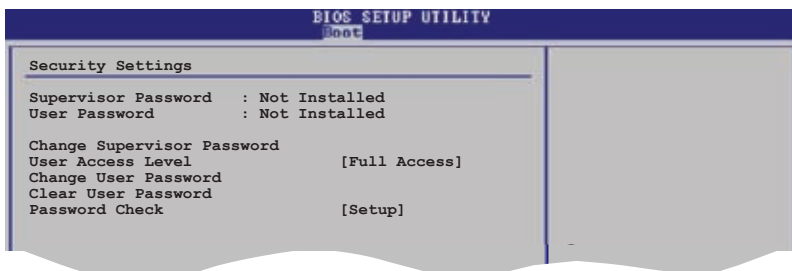 BIOS SETUP UTILITY
Boot
Security Settings
Supervisor Password : Not Installed
User Password : Not Installed
Change Supervisor Password
User Access Level [Full Access]
Change User Password
Clear User Password
Password Check [Setup]